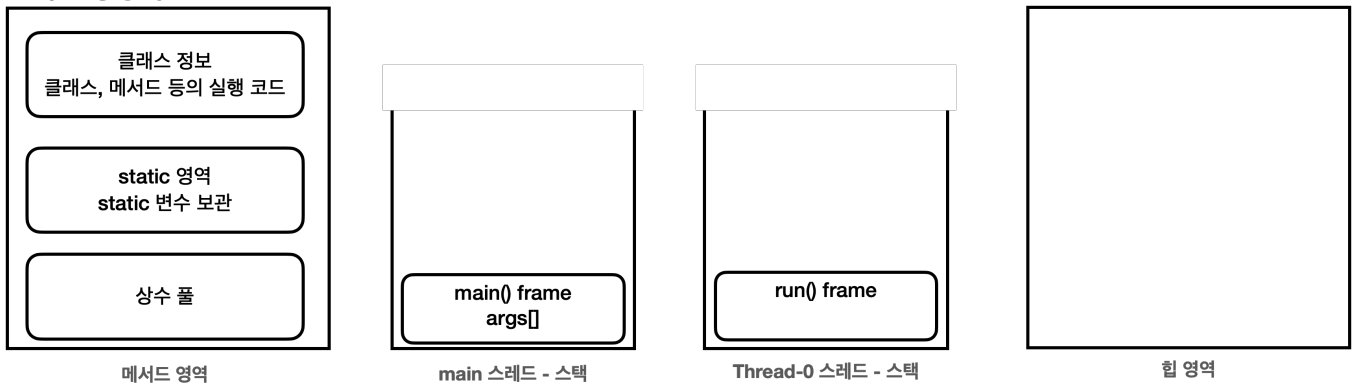 클래스 정보
클래스, 메서드 등의 실행 코드
static 영역
static 변수 보관
상수 풀
메서드 영역
main() frame
args[]
main 스레드 - 스택
run() frame
Thread-0 스레드 - 스택
힙 영역